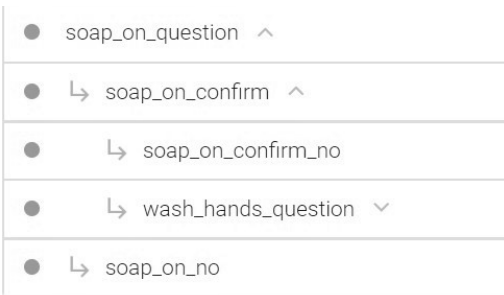 soap_on_question
soap_on_confirm
soap_on_confirm_no
wash_hands_question
soap_on_no